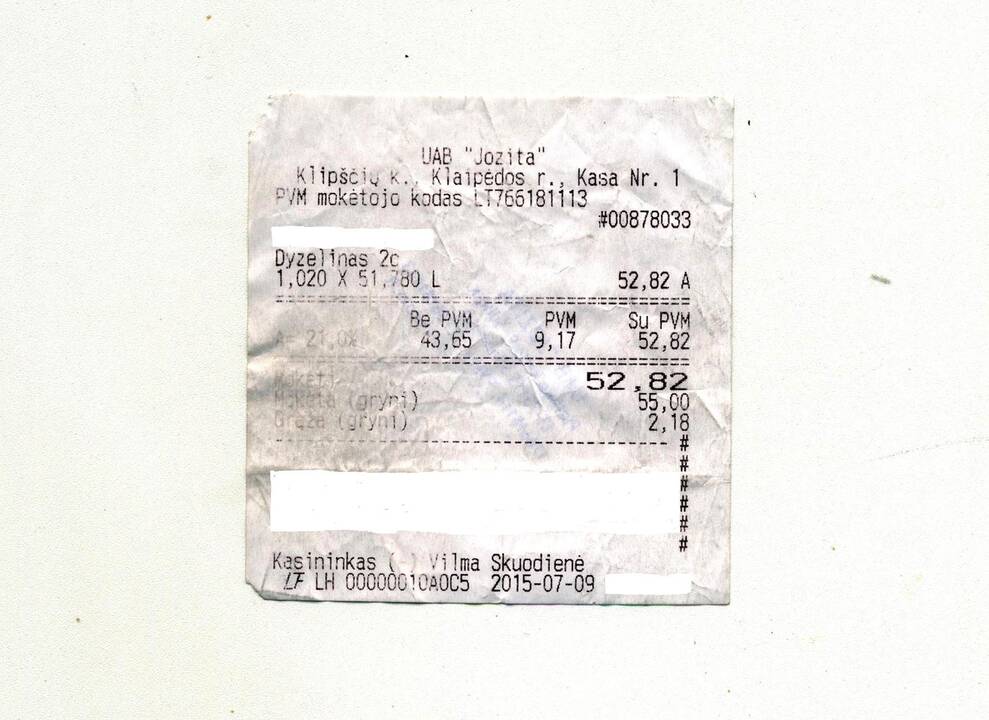 UAB "Jozita"
Klipščių k., Klaipėdos r., Kasa Nr. 1
PVM mokėtojo kodas LT766181113
#00878033
Dyzelinas 2c
1,020 X 51,780 L 52,82 A
Be PVM PVM Su PVM
A= 21,0% 43,65 9,17 52,82
MOKĖTI 52,82
Mokėta (gryni) 55,00
Grąža (gryni) 2,18
#
#
#
#
#
#
Kasininkas (-) Vilma Skuodienė
LF LH 00000010A0C5 2015-07-09